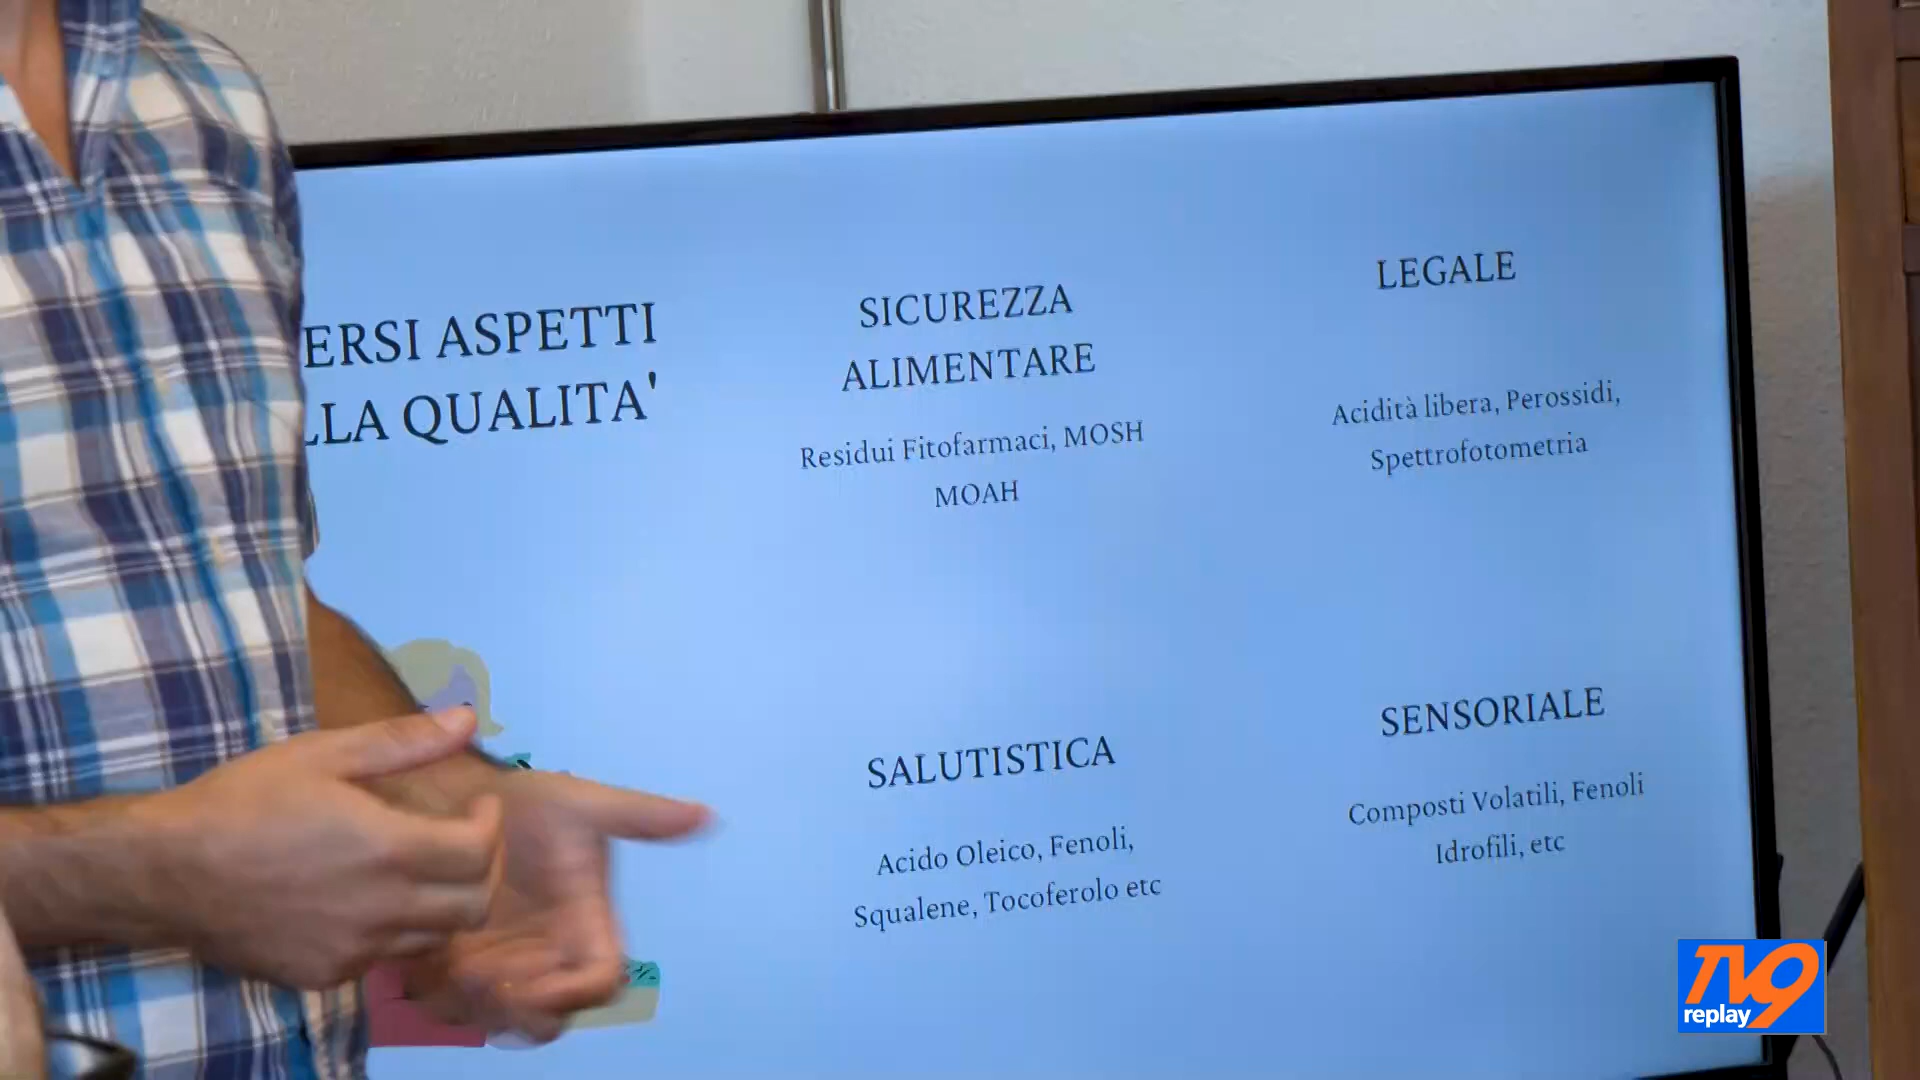 ERSI ASPETTI
LLA QUALITA'
SICUREZZA
ALIMENTARE
Residui Fitofarmaci, MOSH
MOAH
LEGALE
Acidità libera, Perossidi,
Spettrofotometria
SALUTISTICA
Acido Oleico, Fenoli,
Squalene, Tocoferolo etc
SENSORIALE
Composti Volatili, Fenoli
Idrofili, etc
TV9
replay